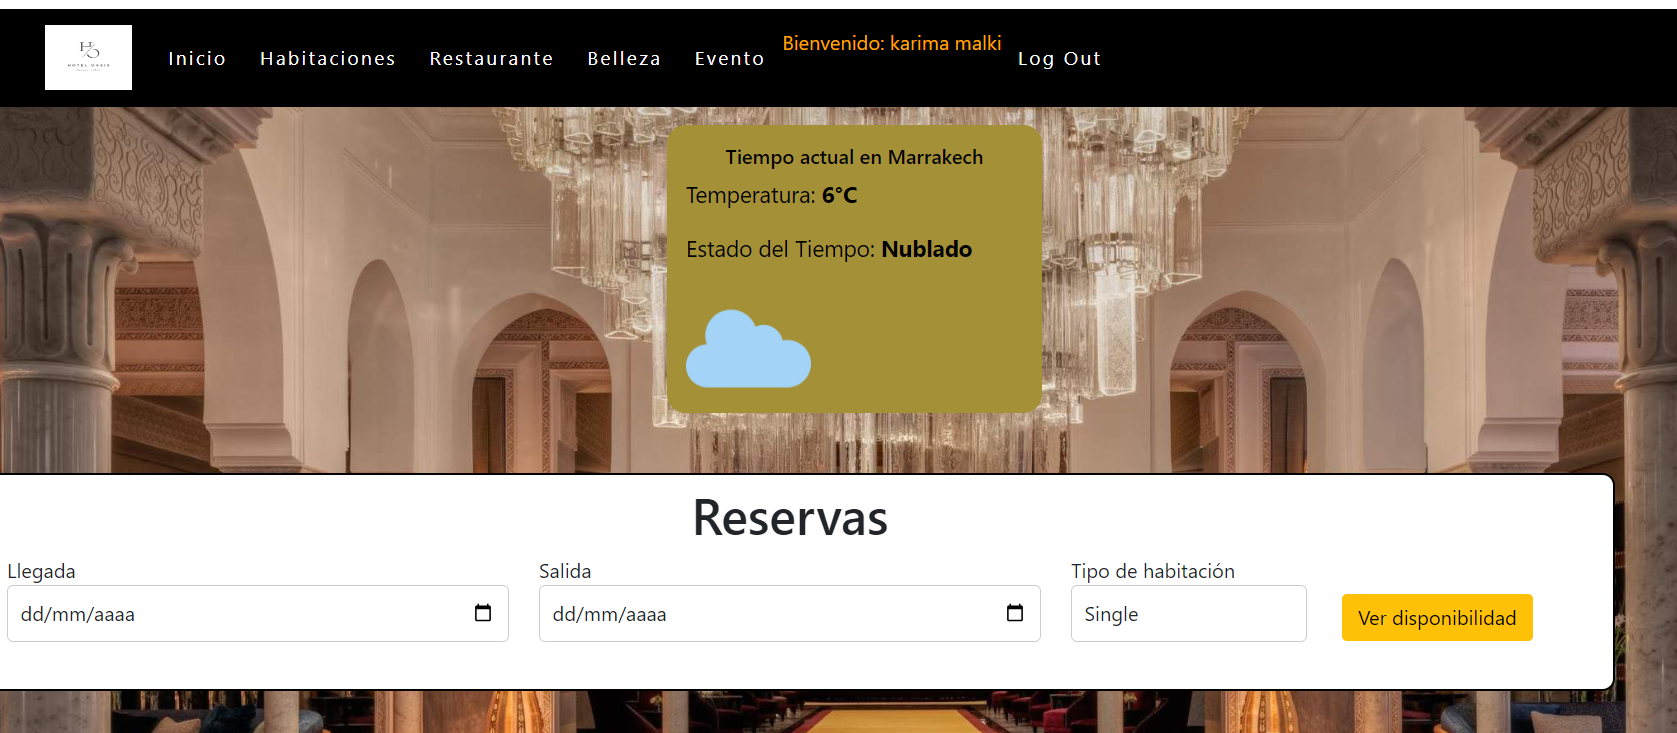 HOTEL OASIS
Inicio Habitaciones Restaurante Belleza Evento Bienvenido: karima malki Log Out
Tiempo actual en Marrakech
Temperatura: 6°C
Estado del Tiempo: Nublado
Reservas
Llegada Salida Tipo de habitación
dd/mm/aaaa dd/mm/aaaa Single Ver disponibilidad